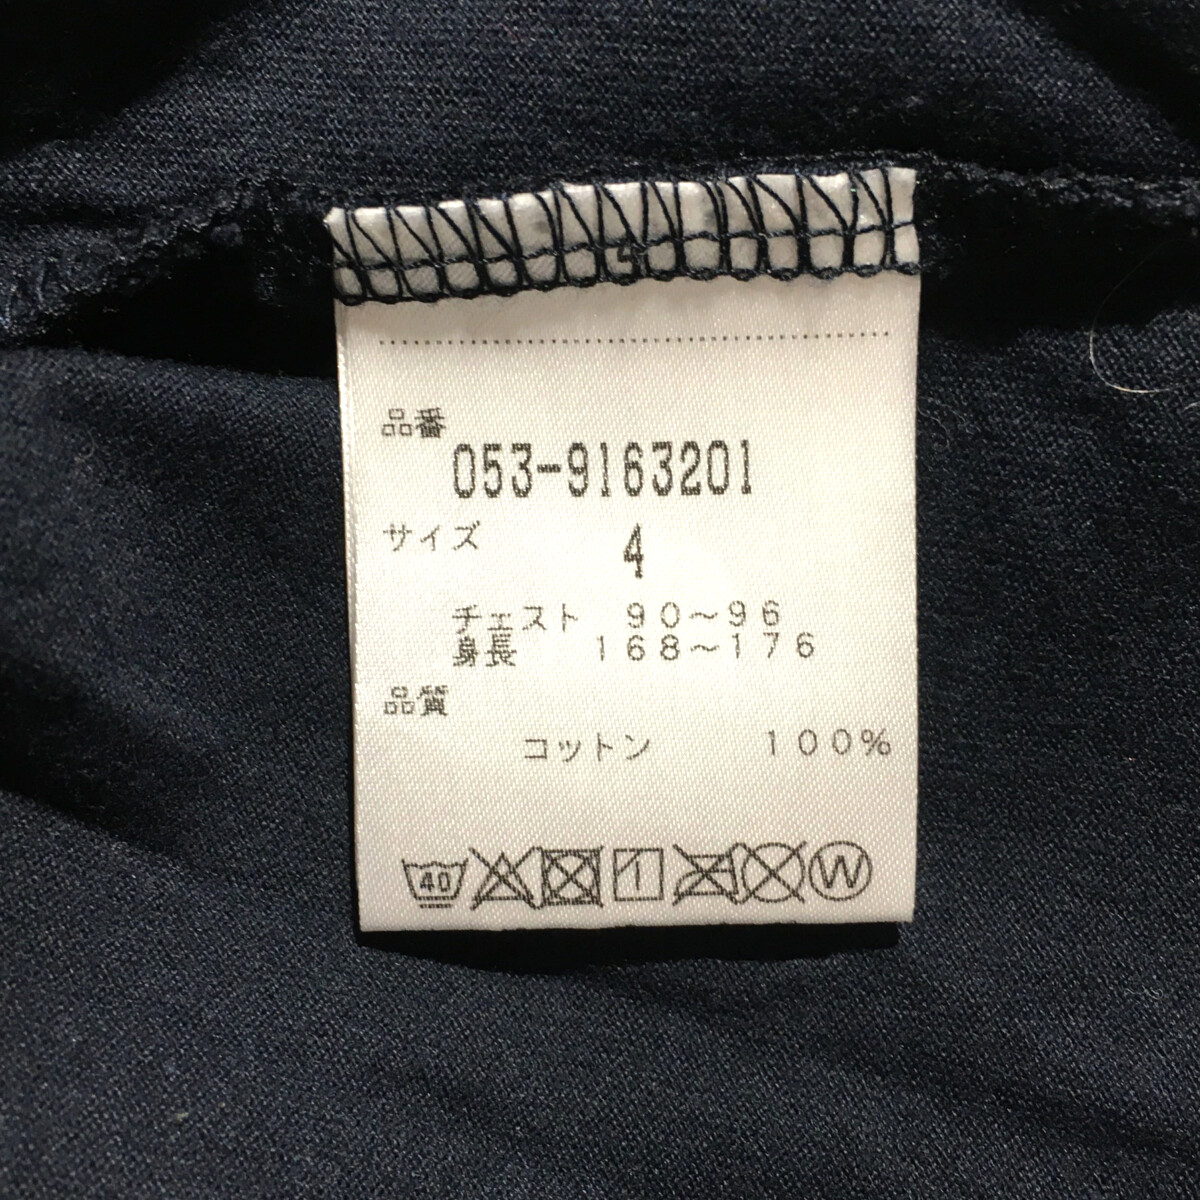 品番
053-9163201
サイズ 4
チェスト 90～96
身長 168～176
品質
コットン 100%
40
W